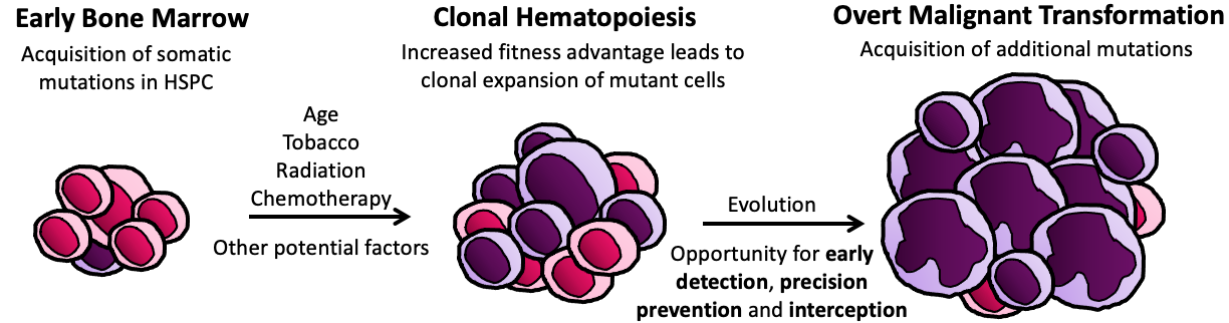 Early Bone Marrow
Acquisition of somatic
mutations in HSPC
Age
Tobacco
Radiation
Chemotherapy
Other potential factors
Clonal Hematopoiesis
Increased fitness advantage leads to
clonal expansion of mutant cells
Evolution
Opportunity for early
detection, precision
prevention and interception
Overt Malignant Transformation
Acquisition of additional mutations